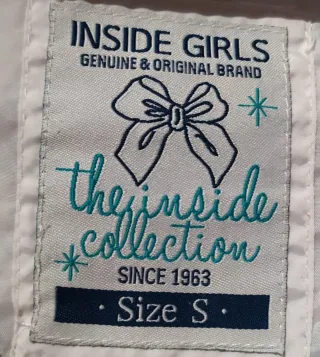 INSIDE GIRLS
GENUINE & ORIGINAL BRAND
the inside
collection
SINCE 1963
· Size S ·